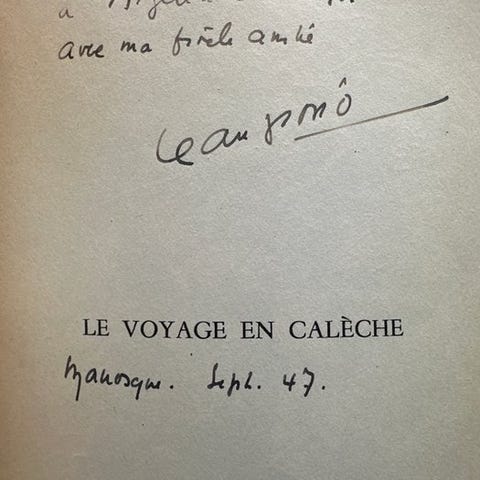 à
avec ma fidèle amitié
Jean Giono
LE VOYAGE EN CALÈCHE
Manosque. Sept. 47.